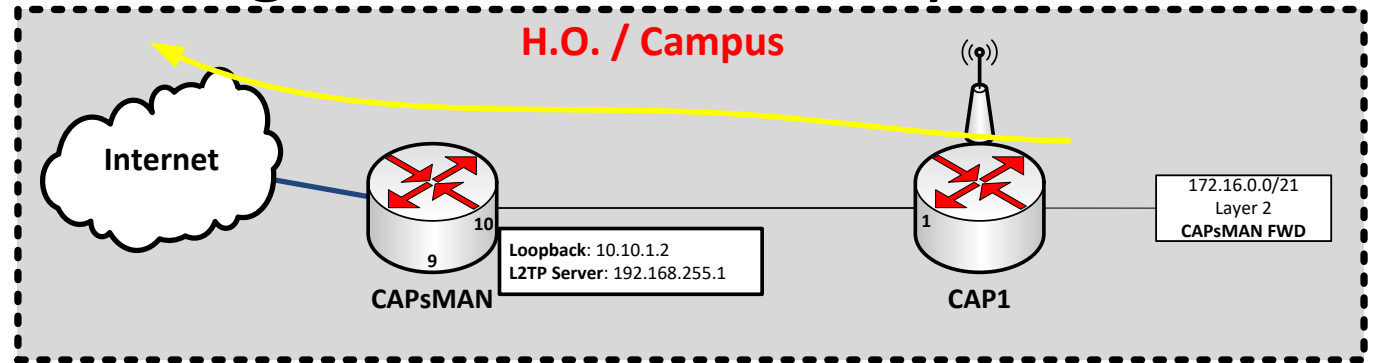 H.O. / Campus
Internet
10
9
CAPsMAN
Loopback: 10.10.1.2
L2TP Server: 192.168.255.1
1
CAP1
172.16.0.0/21
Layer 2
CAPsMAN FWD